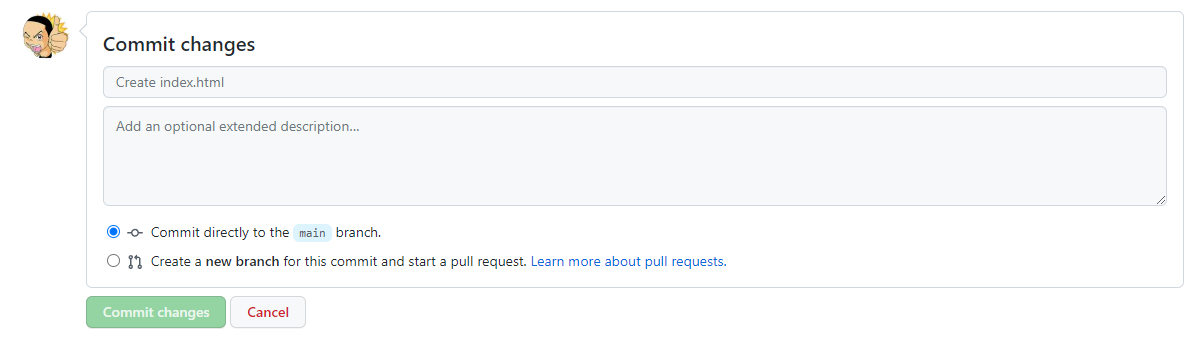 Commit changes
Create index.html
Add an optional extended description...
Commit directly to the main branch.
Create a new branch for this commit and start a pull request. Learn more about pull requests.
Commit changes Cancel